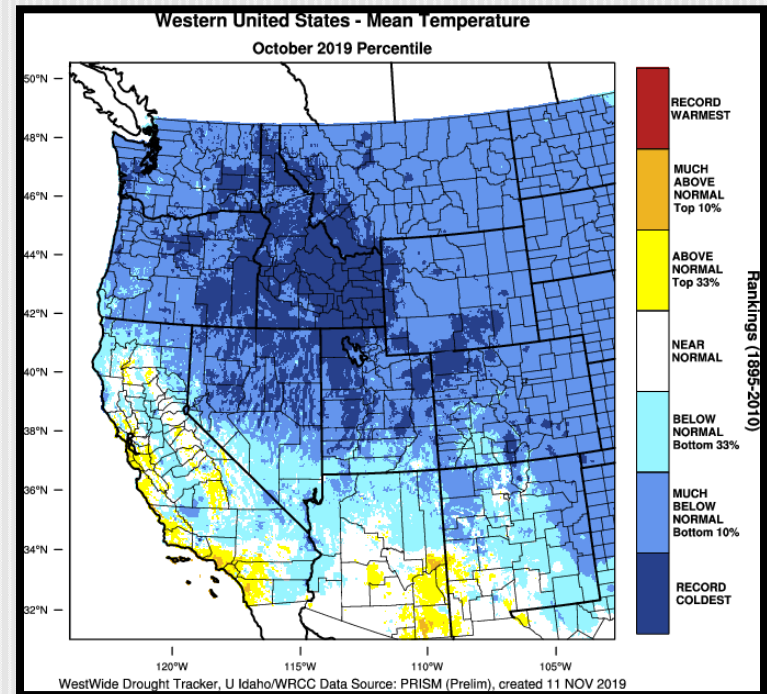 Western United States - Mean Temperature
October 2019 Percentile
50°N
48°N
46°N
44°N
42°N
40°N
38°N
36°N
34°N
32°N
120°W
115°W
110°W
105°W
RECORD
WARMEST
MUCH
ABOVE
NORMAL
Top 10%
ABOVE
NORMAL
Top 33%
NEAR
NORMAL
BELOW
NORMAL
Bottom 33%
MUCH
BELOW
NORMAL
Bottom 10%
RECORD
COLDEST
Rankings (1895-2010)
WestWide Drought Tracker, U Idaho/WRCC Data Source: PRISM (Prelim), created 11 NOV 2019